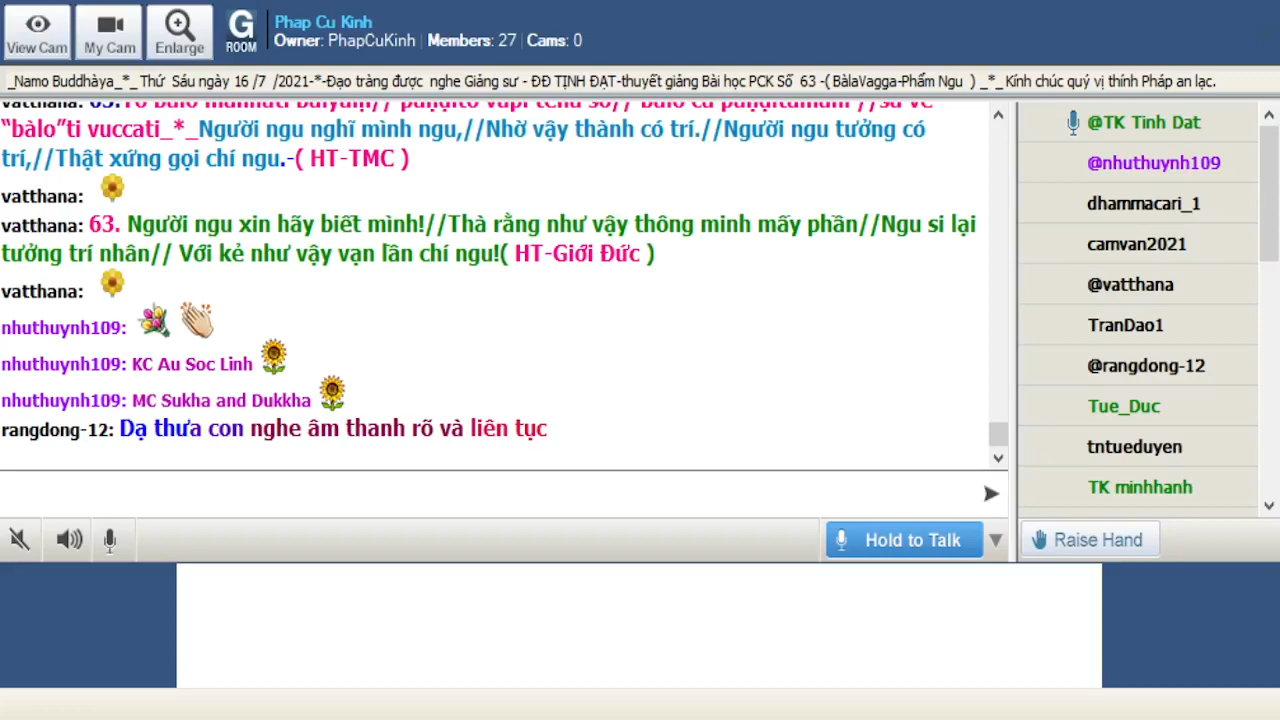 View Cam
My Cam
Enlarge
G
ROOM
Phap Cu Kinh
Owner: PhapCuKinh | Members: 27 | Cams: 0
_Namo Buddhàya_*_ Thứ Sáu ngày 16 /7 /2021-*-Đạo tràng được nghe Giảng sư - ĐĐ TỊNH ĐẠT-thuyết giảng Bài học PCK Số 63 -( BàlaVagga-Phẩm Ngu ) _*_ Kính chúc quý vị thính Pháp an lạc.
“bàlo”ti vuccati_*_Người ngu nghĩ mình ngu,//Nhờ vậy thành có trí.//Người ngu tưởng có
trí,//Thật xứng gọi chí ngu.-( HT-TMC )
vatthana:
vatthana: 63. Người ngu xin hãy biết mình!//Thà rằng như vậy thông minh mấy phần//Ngu si lại
tưởng trí nhân// Với kẻ như vậy vạn lần chí ngu!( HT-Giới Đức )
vatthana:
nhuthuynh109:
nhuthuynh109: KC Au Soc Linh
nhuthuynh109: MC Sukha and Dukkha
rangdong-12: Dạ thưa con nghe âm thanh rõ và liên tục
@TK Tinh Dat
@nhuthuynh109
dhammacari_1
camvan2021
@vatthana
TranDao1
@rangdong-12
Tue_Duc
tntueduyen
TK minhhanh
Hold to Talk
Raise Hand